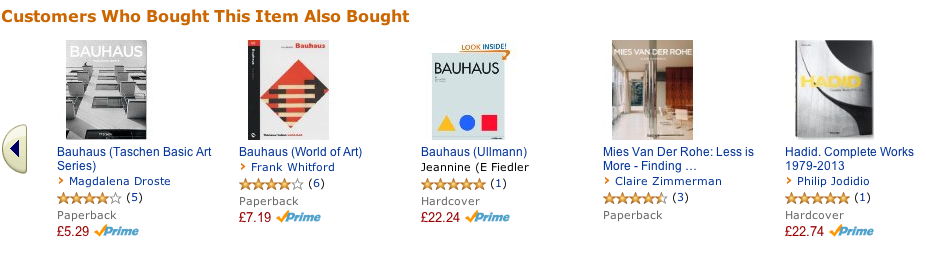 Customers Who Bought This Item Also Bought
BAUHAUS
Bauhaus
LOOK INSIDE!
BAUHAUS
MIES VAN DER ROHE
HADID
Bauhaus (Taschen Basic Art
Series)
Magdalena Droste
(5)
Paperback
£5.29 Prime
Bauhaus (World of Art)
Frank Whitford
(6)
Paperback
£7.19 Prime
Bauhaus (Ullmann)
Jeannine (E Fiedler
(1)
Hardcover
£22.24 Prime
Mies Van Der Rohe: Less is
More - Finding ...
Claire Zimmerman
(3)
Paperback
Hadid. Complete Works
1979-2013
Philip Jodidio
(1)
Hardcover
£22.74 Prime